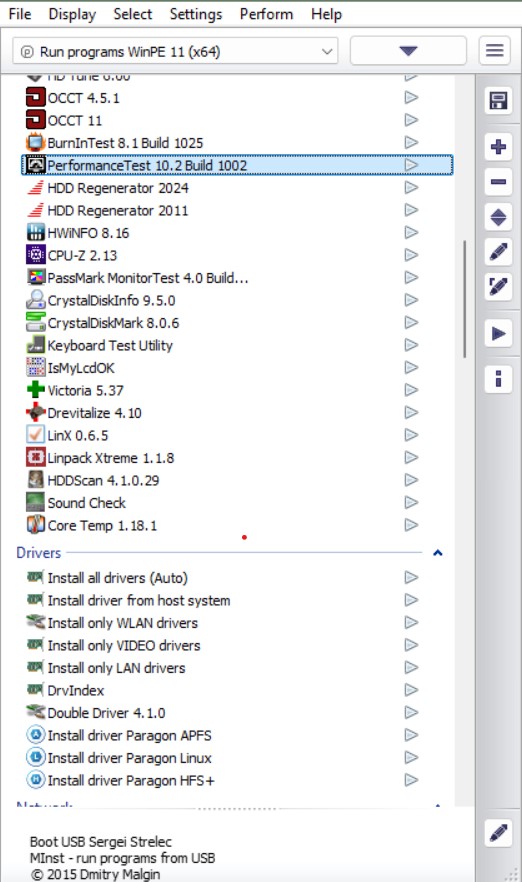 File Display Select Settings Perform Help
Run programs WinPE 11 (x64)
HD Tune 6.00
OCCT 4.5.1
OCCT 11
BurnInTest 8.1 Build 1025
PerformanceTest 10.2 Build 1002
HDD Regenerator 2024
HDD Regenerator 2011
HWiNFO 8.16
CPU-Z 2.13
PassMark MonitorTest 4.0 Build...
CrystalDiskInfo 9.5.0
CrystalDiskMark 8.0.6
Keyboard Test Utility
IsMyLcdOK
Victoria 5.37
Drevitalize 4.10
LinX 0.6.5
Linpack Xtreme 1.1.8
HDDScan 4.1.0.29
Sound Check
Core Temp 1.18.1
Drivers
Install all drivers (Auto)
Install driver from host system
Install only WLAN drivers
Install only VIDEO drivers
Install only LAN drivers
DrvIndex
Double Driver 4.1.0
Install driver Paragon APFS
Install driver Paragon Linux
Install driver Paragon HFS+
Network
Boot USB Sergei Strelec
MInst - run programs from USB
© 2015 Dmitry Malgin